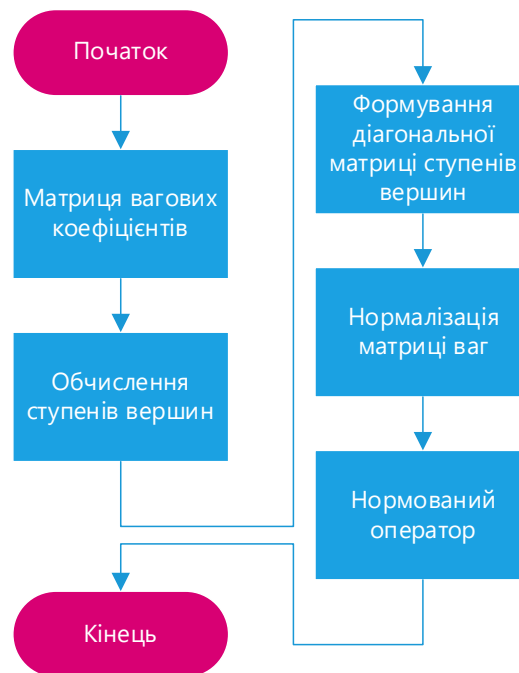 Початок
Матриця вагових
коефіцієнтів
Обчислення
ступенів вершин
Формування
діагональної
матриці ступенів
вершин
Нормалізація
матриці ваг
Нормований
оператор
Кінець